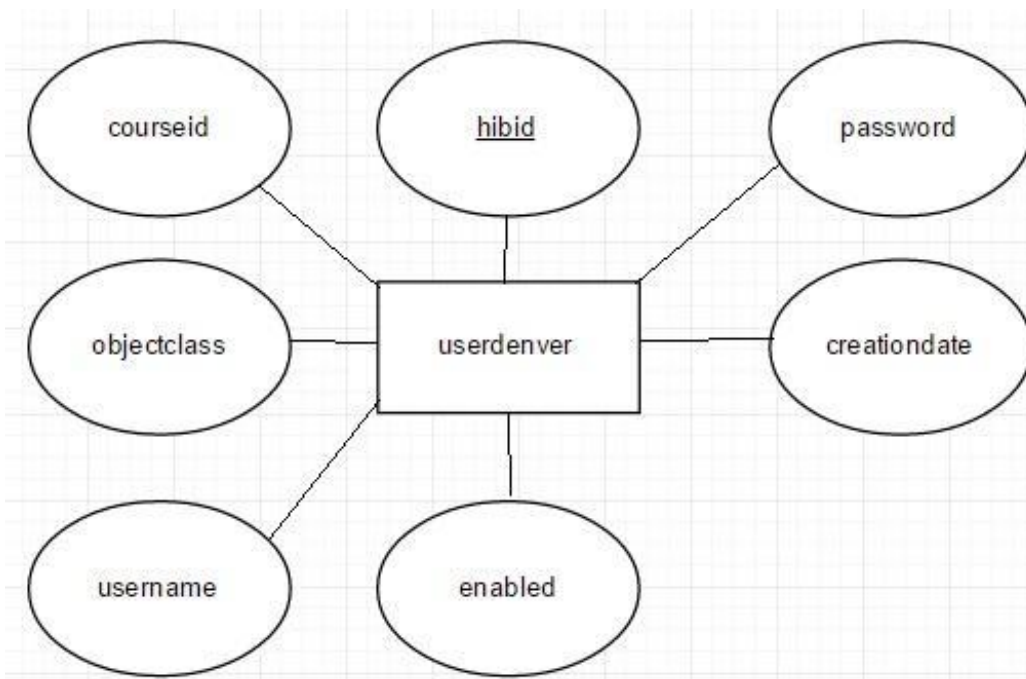 courseid
hibid
password
objectclass
userdenver
creationdate
username
enabled